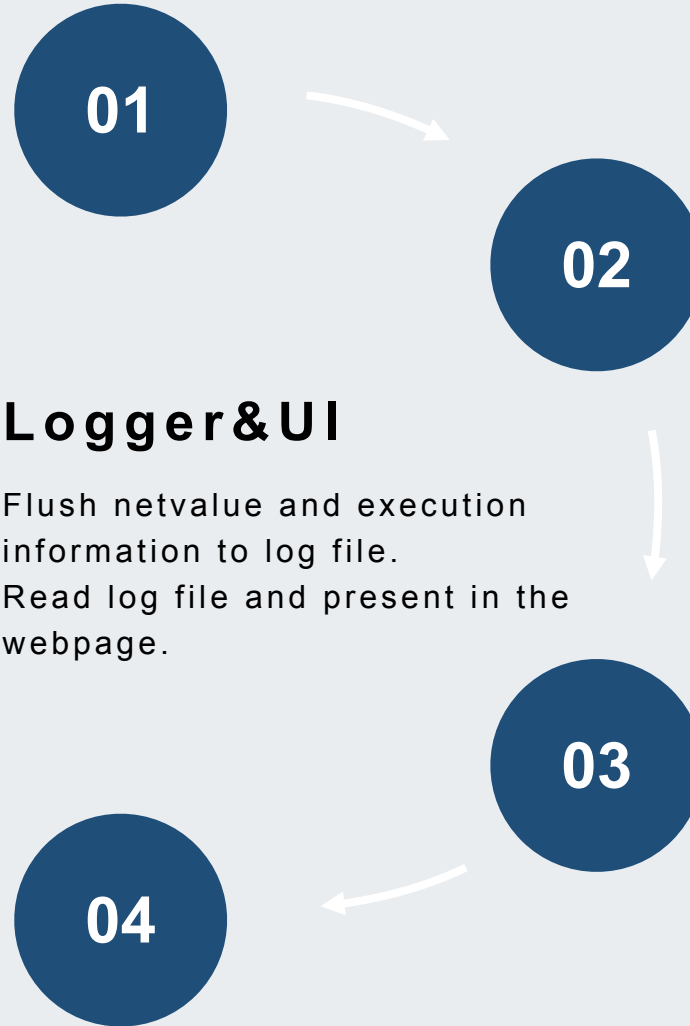 01
02
Logger&UI
Flush netvalue and execution
information to log file.
Read log file and present in the
webpage.
03
04